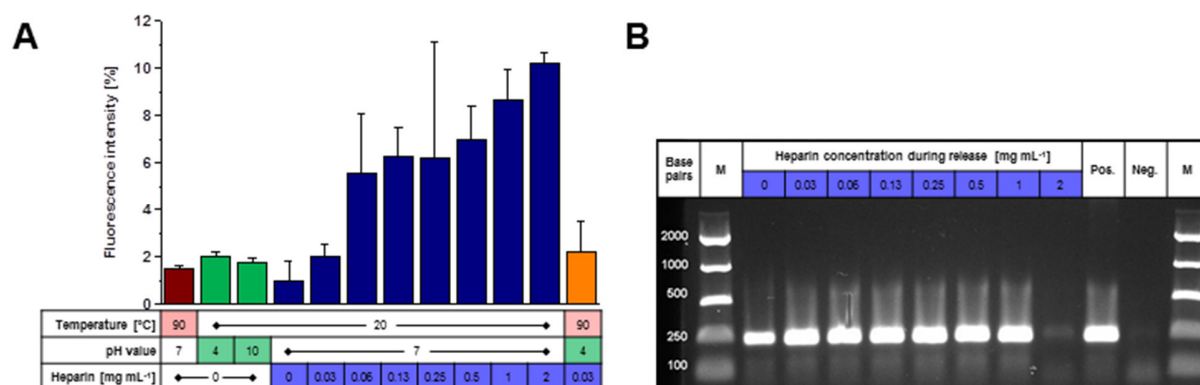 A
Fluorescence intensity [%]
12
10
8
6
4
2
0
Temperature [°C] 90 20 90
pH value 7 4 10 7 4
Heparin [mg mL-1] 0 0 0.03 0.06 0.13 0.25 0.5 1 2 0.03
B
Base pairs M Heparin concentration during release [mg mL-1] Pos. Neg. M
0 0.03 0.06 0.13 0.25 0.5 1 2
2000
1000
500
250
100